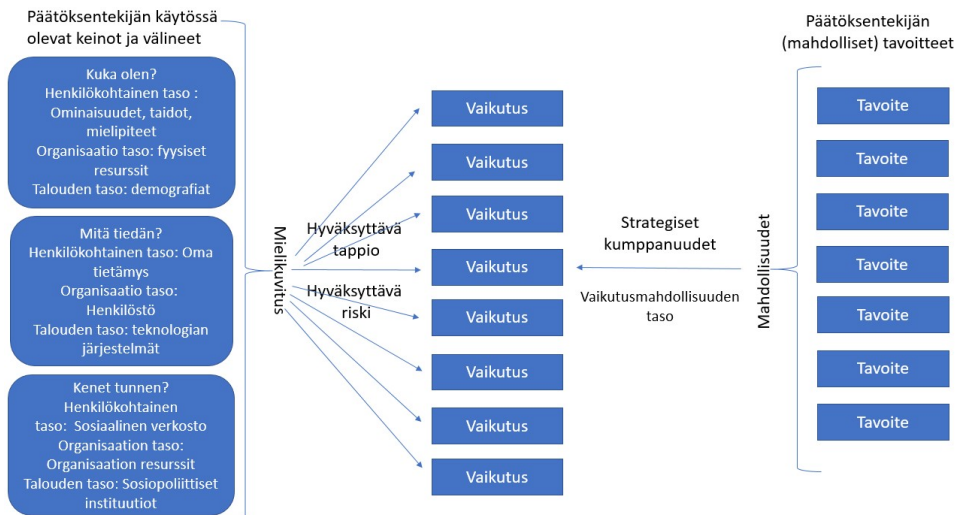 Päätöksentekijän käytössä
olevat keinot ja välineet
Kuka olen?
Henkilökohtainen taso :
Ominaisuudet, taidot,
mielipiteet
Organisaatio taso: fyysiset
resurssit
Talouden taso: demografiat
Mitä tiedän?
Henkilökohtainen taso: Oma
tietämys
Organisaatio taso:
Henkilöstö
Talouden taso: teknologian
järjestelmät
Kenet tunnen?
Henkilökohtainen
taso:  Sosiaalinen verkosto
Organisaation taso:
Organisaation resurssit
Talouden taso: Sosiopoliittiset
instituutiot
Mielikuvitus
Hyväksyttävä
tappio
Hyväksyttävä
riski
Vaikutus
Vaikutus
Vaikutus
Vaikutus
Vaikutus
Vaikutus
Vaikutus
Vaikutus
Strategiset
kumppanuudet
Vaikutusmahdollisuuden
taso
Mahdollisuudet
Päätöksentekijän
(mahdolliset) tavoitteet
Tavoite
Tavoite
Tavoite
Tavoite
Tavoite
Tavoite
Tavoite